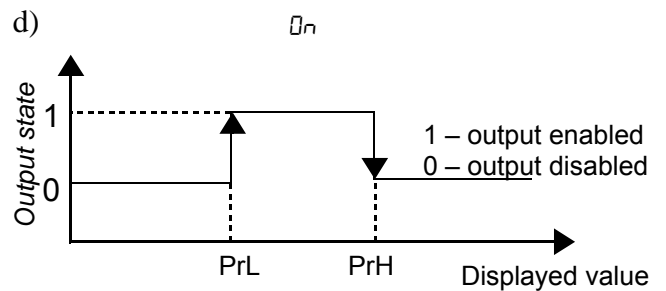 d)
On
Output state
1
0
1 – output enabled
0 – output disabled
PrL
PrH
Displayed value